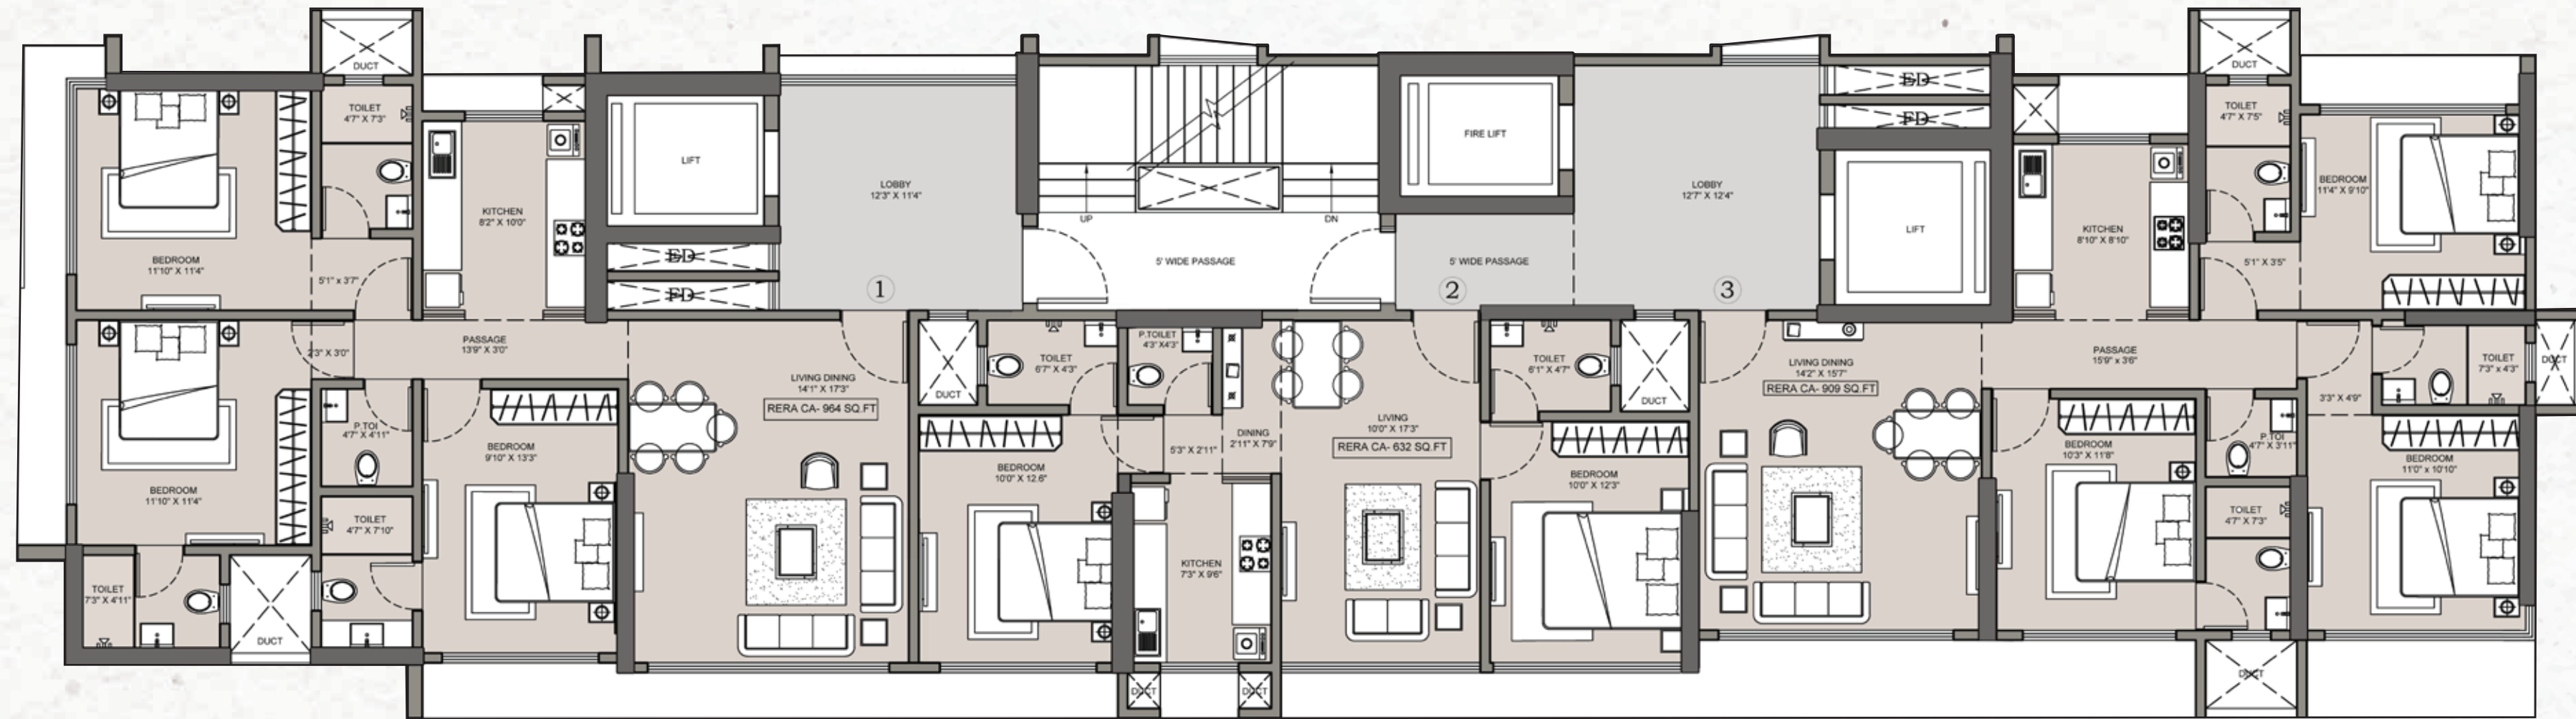 DUCT
TOILET
4'7" X 7'3"
BEDROOM
11'10" X 11'4"
5'1" x 3'7"
KITCHEN
8'2" X 10'0"
LIFT
ED
FD
LOBBY
12'3" X 11'4"
1
UP
DN
5' WIDE PASSAGE
FIRE LIFT
5' WIDE PASSAGE
2
LOBBY
12'7" X 12'4"
3
ED
FD
LIFT
KITCHEN
8'10" X 8'10"
DUCT
TOILET
4'7" X 7'5"
BEDROOM
11'4" X 9'10"
5'1" X 3'5"
2'3" X 3'0"
PASSAGE
13'9" X 3'0"
BEDROOM
11'10" X 11'4"
P.TOI
4'7" X 4'11"
TOILET
4'7" X 7'10"
TOILET
7'3" X 4'11"
DUCT
BEDROOM
9'10" X 13'3"
LIVING DINING
14'1" X 17'3"
RERA CA- 964 SQ.FT
DUCT
TOILET
6'7" X 4'3"
P.TOILET
4'3" X4'3"
BEDROOM
10'0" X 12.6"
5'3" X 2'11"
DINING
2'11" X 7'9"
KITCHEN
7'3" X 9'6"
DUCT
DUCT
LIVING
10'0" X 17'3"
RERA CA- 632 SQ.FT
TOILET
6'1" X 4'7"
DUCT
BEDROOM
10'0" X 12'3"
LIVING DINING
14'2" X 15'7"
RERA CA- 909 SQ.FT
PASSAGE
15'9" x 3'6"
BEDROOM
10'3" X 11'8"
P.TOI
4'7" X 3'11"
TOILET
4'7" X 7'3"
DUCT
3'3" X 4'9"
TOILET
7'3" x 4'3"
DUCT
BEDROOM
11'0" x 10'10"